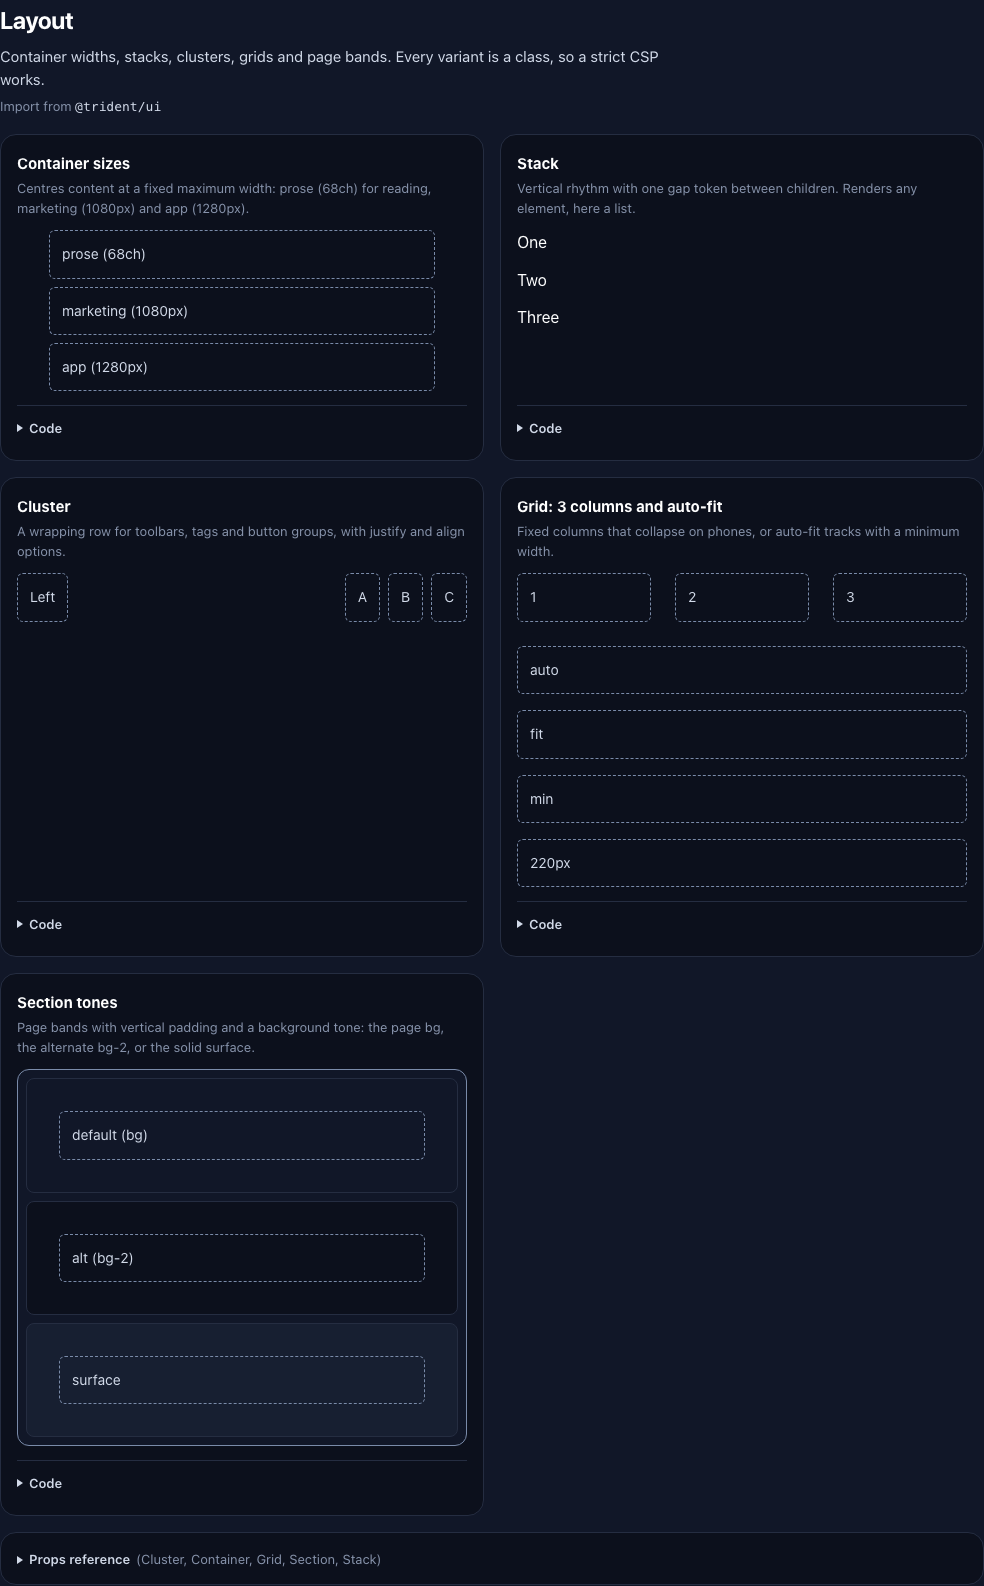 Layout
Container widths, stacks, clusters, grids and page bands. Every variant is a class, so a strict CSP
works.
Import from @trident/ui
Container sizes
Centres content at a fixed maximum width: prose (68ch) for reading,
marketing (1080px) and app (1280px).
prose (68ch)
marketing (1080px)
app (1280px)
Code
Stack
Vertical rhythm with one gap token between children. Renders any
element, here a list.
One
Two
Three
Code
Cluster
A wrapping row for toolbars, tags and button groups, with justify and align
options.
Left A B C
Code
Grid: 3 columns and auto-fit
Fixed columns that collapse on phones, or auto-fit tracks with a minimum
width.
1 2 3
auto
fit
min
220px
Code
Section tones
Page bands with vertical padding and a background tone: the page bg,
the alternate bg-2, or the solid surface.
default (bg)
alt (bg-2)
surface
Code
Props reference (Cluster, Container, Grid, Section, Stack)